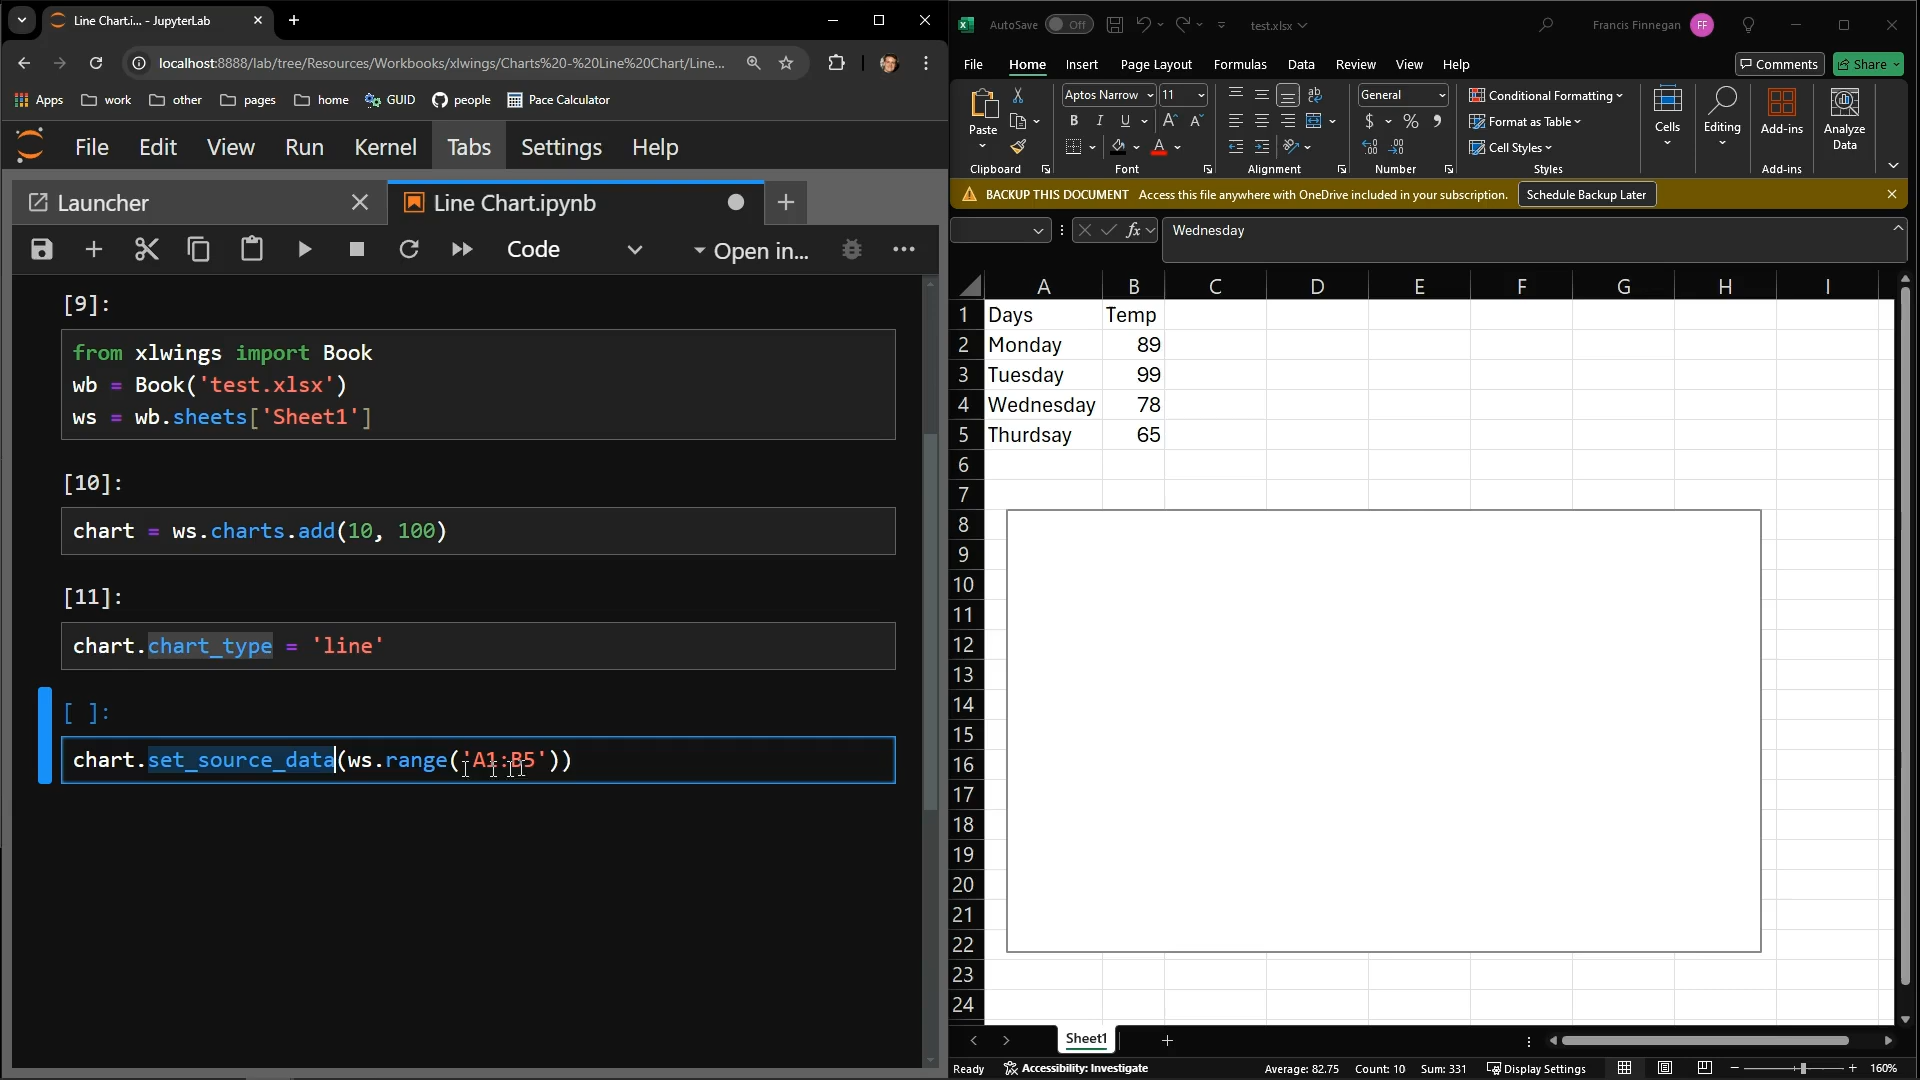 Line Chart.i... - JupyterLab
localhost:8888/lab/tree/Resources/Workbooks/xlwings/Charts%20-%20Line%20Chart/Line...
Apps work other pages home GUID people Pace Calculator
File Edit View Run Kernel Tabs Settings Help
Launcher Line Chart.ipynb
Code Open in...
[9]:
from xlwings import Book
wb = Book('test.xlsx')
ws = wb.sheets['Sheet1']
[10]:
chart = ws.charts.add(10, 100)
[11]:
chart.chart_type = 'line'
[ ]:
chart.set_source_data(ws.range('A1:B5'))
AutoSave Off test.xlsx Francis Finnegan FF
File Home Insert Page Layout Formulas Data Review View Help Comments Share
Aptos Narrow 11 General Conditional Formatting
Paste Format as Table Cells Editing Add-ins Analyze Data
Cell Styles
Clipboard Font Alignment Number Styles Add-ins
BACKUP THIS DOCUMENT Access this file anywhere with OneDrive included in your subscription. Schedule Backup Later
fx Wednesday
A B C D E F G H I
1 Days Temp
2 Monday 89
3 Tuesday 99
4 Wednesday 78
5 Thurdsay 65
6
7
8
9
10
11
12
13
14
15
16
17
18
19
20
21
22
23
24
Sheet1
Ready Accessibility: Investigate Average: 82.75 Count: 10 Sum: 331 Display Settings 160%